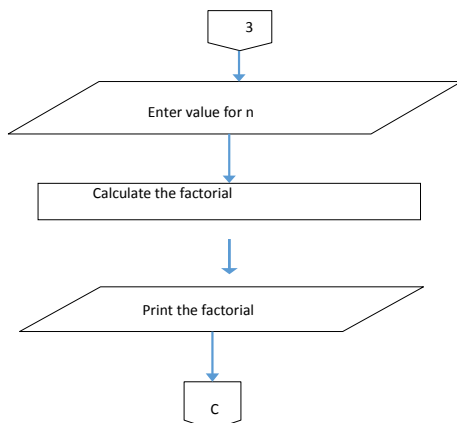 3
Enter value for n
Calculate the factorial
Print the factorial
C